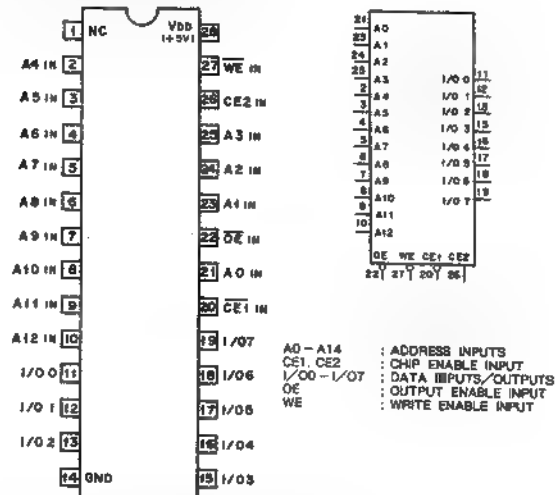 1 NC
A4 IN 2
A5 IN 3
A6 IN 4
A7 IN 5
A8 IN 6
A9 IN 7
A10 IN 8
A11 IN 9
A12 IN 10
I/O 0 11
I/O 1 12
I/O 2 13
14 GND
VDD 28
(+5V)
27 WE IN
26 CE2 IN
25 A3 IN
24 A2 IN
23 A1 IN
22 OE IN
21 A0 IN
20 CE1 IN
19 I/O7
18 I/O6
17 I/O5
16 I/O4
15 I/O3
21 A0
23 A1
24 A2
25 A3
2 A4
3 A5
4 A6
5 A7
6 A8
7 A9
8 A10
9 A11
10 A12
I/O 0 11
I/O 1 12
I/O 2 13
I/O 3 15
I/O 4 16
I/O 5 17
I/O 6 18
I/O 7 19
OE WE CE1 CE2
22 27 20 26
A0 - A14 : ADDRESS INPUTS
CE1, CE2 : CHIP ENABLE INPUT
I/O0 - I/O7 : DATA INPUTS/OUTPUTS
OE : OUTPUT ENABLE INPUT
WE : WRITE ENABLE INPUT